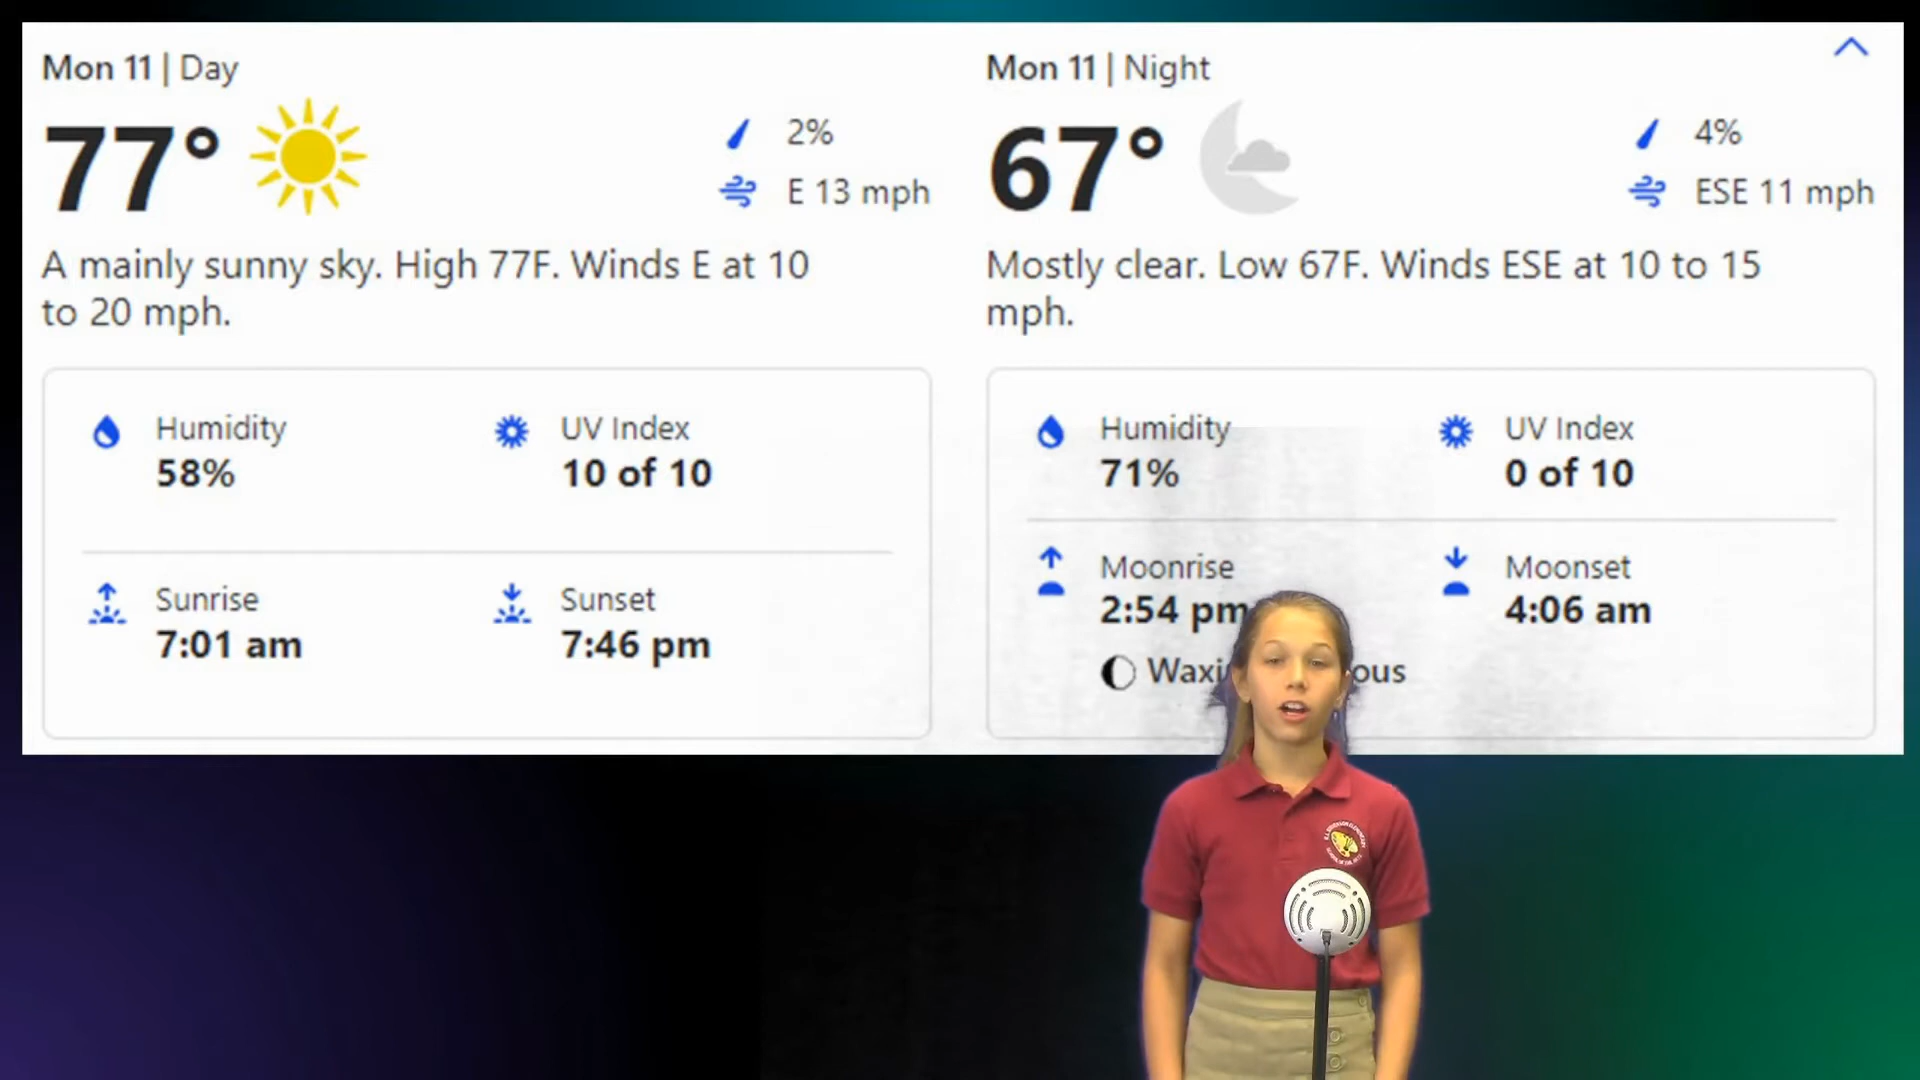 Mon 11 | Day
77°
2%
E 13 mph
A mainly sunny sky. High 77F. Winds E at 10
to 20 mph.
Humidity
58%
UV Index
10 of 10
Sunrise
7:01 am
Sunset
7:46 pm
Mon 11 | Night
67°
4%
ESE 11 mph
Mostly clear. Low 67F. Winds ESE at 10 to 15
mph.
Humidity
71%
UV Index
0 of 10
Moonrise
2:54 pm
Moonset
4:06 am